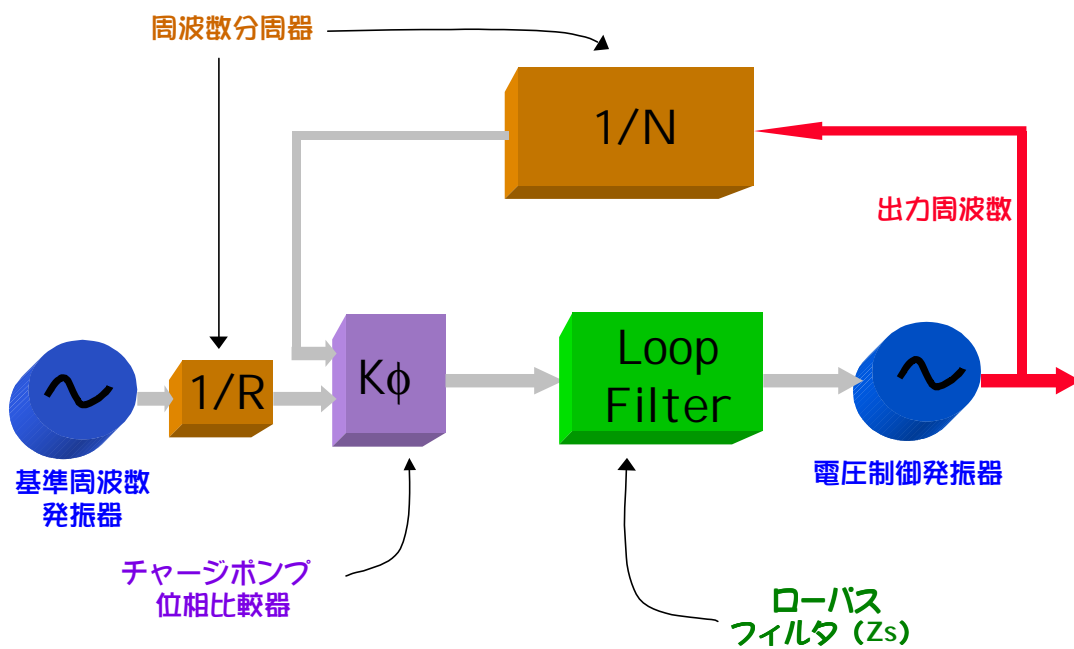 周波数分周器
1/N
出力周波数
1/R
Kφ
Loop
Filter
基準周波数
発振器
電圧制御発振器
チャージポンプ
位相比較器
ローパス
フィルタ（Zs）